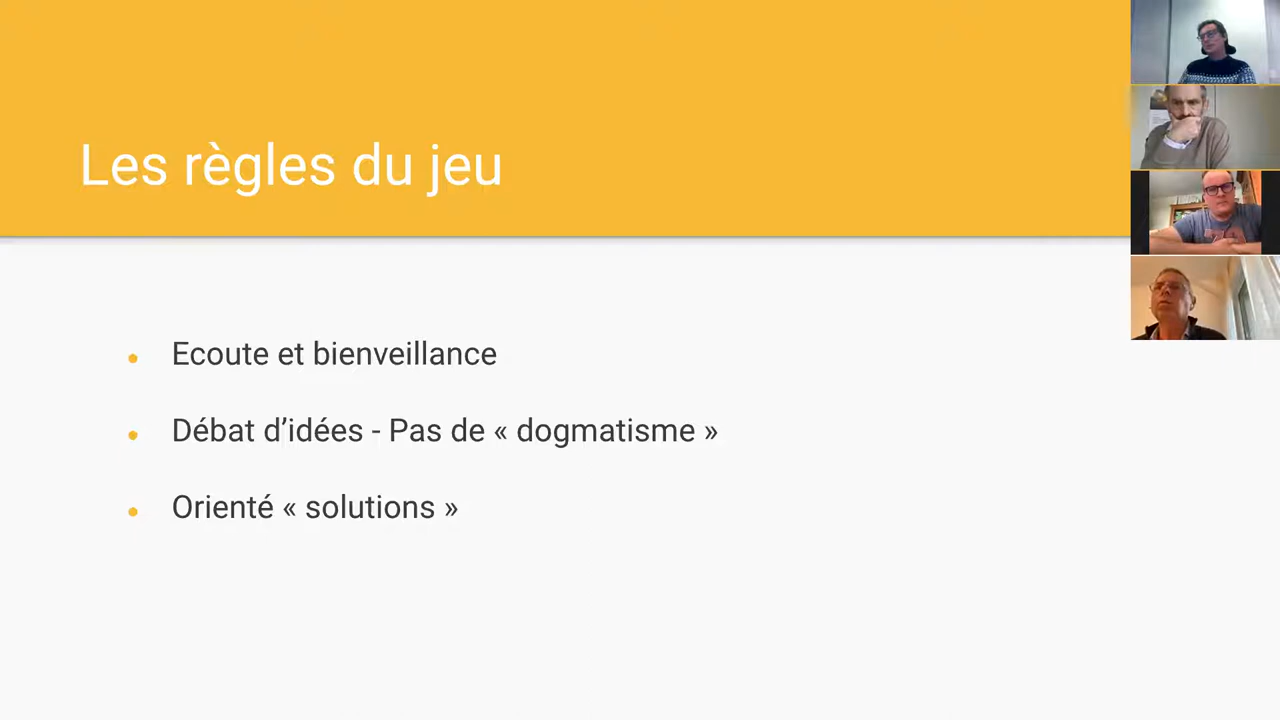 Les règles du jeu
Ecoute et bienveillance
Débat d’idées - Pas de « dogmatisme »
Orienté « solutions »